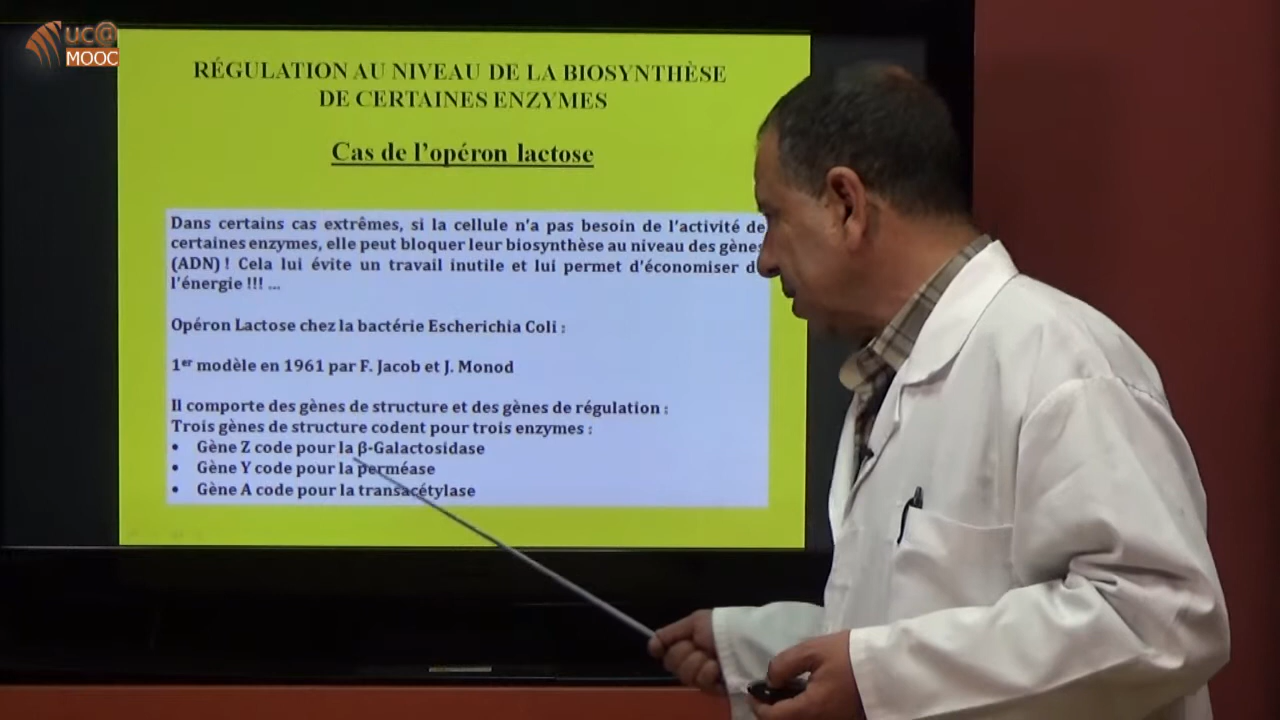 UC@
MOOC
RÉGULATION AU NIVEAU DE LA BIOSYNTHÈSE
DE CERTAINES ENZYMES
Cas de l'opéron lactose
Dans certains cas extrêmes, si la cellule n'a pas besoin de l'activité de
certaines enzymes, elle peut bloquer leur biosynthèse au niveau des gènes
(ADN) ! Cela lui évite un travail inutile et lui permet d'économiser de
l'énergie !!! ...
Opéron Lactose chez la bactérie Escherichia Coli :
1er modèle en 1961 par F. Jacob et J. Monod
Il comporte des gènes de structure et des gènes de régulation :
Trois gènes de structure codent pour trois enzymes :
• Gène Z code pour la β-Galactosidase
• Gène Y code pour la perméase
• Gène A code pour la transacétylase